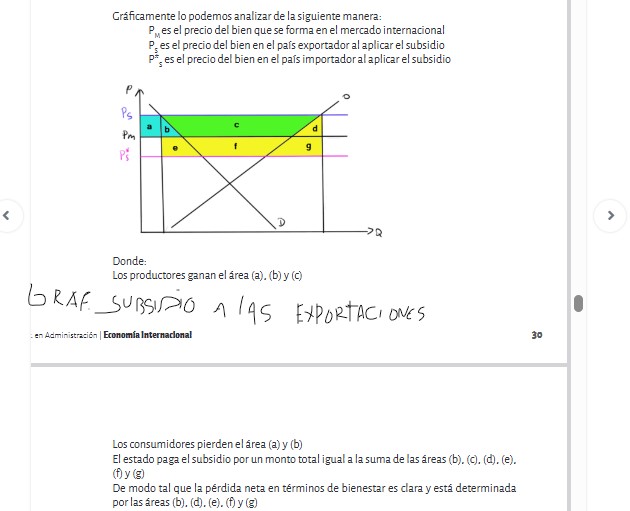 Gráficamente lo podemos analizar de la siguiente manera:
PM es el precio del bien que se forma en el mercado internacional
Ps es el precio del bien en el país exportador al aplicar el subsidio
P*s es el precio del bien en el país importador al aplicar el subsidio
P
O
Ps
a b c d
Pm
e f g
P*s
D
Q
Donde:
Los productores ganan el área (a), (b) y (c)
GRAF. SUBSIDIO A lAS EXPORTACIONES
. en Administración | Economía Internacional 30
Los consumidores pierden el área (a) y (b)
El estado paga el subsidio por un monto total igual a la suma de las áreas (b), (c), (d), (e),
(f) y (g)
De modo tal que la pérdida neta en términos de bienestar es clara y está determinada
por las áreas (b), (d), (e), (f) y (g)